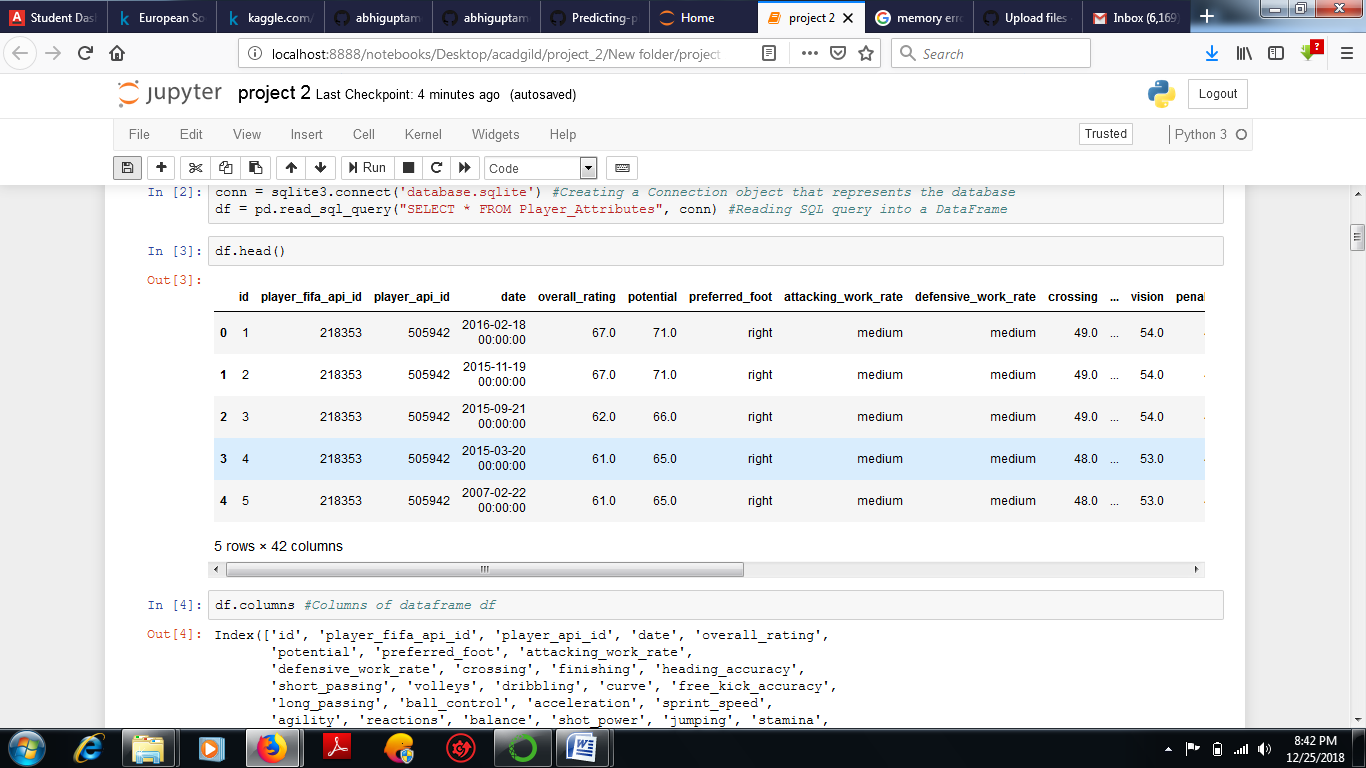 Student Das
European So
kaggle.com/
abhiguptam
abhiguptam
Predicting-p
Home
project 2
memory erro
Upload files
Inbox (6,169)
localhost:8888/notebooks/Desktop/acadgild/project_2/New folder/project
Search
jupyter project 2 Last Checkpoint: 4 minutes ago (autosaved)
Logout
File Edit View Insert Cell Kernel Widgets Help
Trusted
Python 3
Run
Code
In [2]: conn = sqlite3.connect('database.sqlite') #Creating a Connection object that represents the database
df = pd.read_sql_query("SELECT * FROM Player_Attributes", conn) #Reading SQL query into a DataFrame
In [3]: df.head()
Out[3]:
id player_fifa_api_id player_api_id date overall_rating potential preferred_foot attacking_work_rate defensive_work_rate crossing ... vision penal
0 1 218353 505942 2016-02-18 00:00:00 67.0 71.0 right medium medium 49.0 ... 54.0
1 2 218353 505942 2015-11-19 00:00:00 67.0 71.0 right medium medium 49.0 ... 54.0
2 3 218353 505942 2015-09-21 00:00:00 62.0 66.0 right medium medium 49.0 ... 54.0
3 4 218353 505942 2015-03-20 00:00:00 61.0 65.0 right medium medium 48.0 ... 53.0
4 5 218353 505942 2007-02-22 00:00:00 61.0 65.0 right medium medium 48.0 ... 53.0
5 rows × 42 columns
In [4]: df.columns #Columns of dataframe df
Out[4]: Index(['id', 'player_fifa_api_id', 'player_api_id', 'date', 'overall_rating',
'potential', 'preferred_foot', 'attacking_work_rate',
'defensive_work_rate', 'crossing', 'finishing', 'heading_accuracy',
'short_passing', 'volleys', 'dribbling', 'curve', 'free_kick_accuracy',
'long_passing', 'ball_control', 'acceleration', 'sprint_speed',
'agility', 'reactions', 'balance', 'shot_power', 'jumping', 'stamina',
8:42 PM
12/25/2018